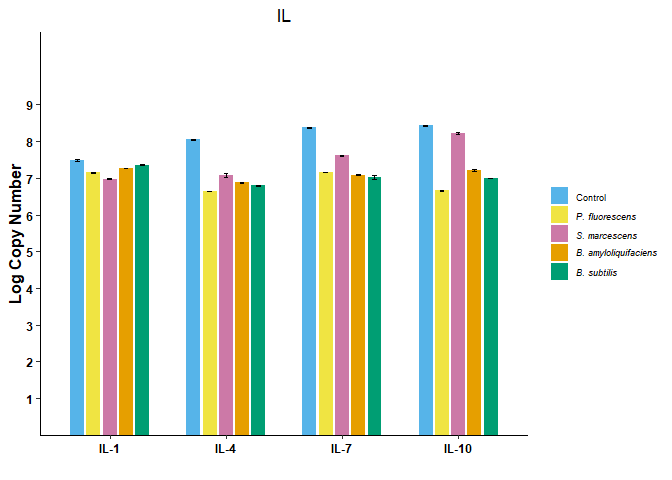 IL
Log Copy Number
9
8
7
6
5
4
3
2
1
IL-1 IL-4 IL-7 IL-10
Control
P. fluorescens
S. marcescens
B. amyloliquifaciens
B. subtilis